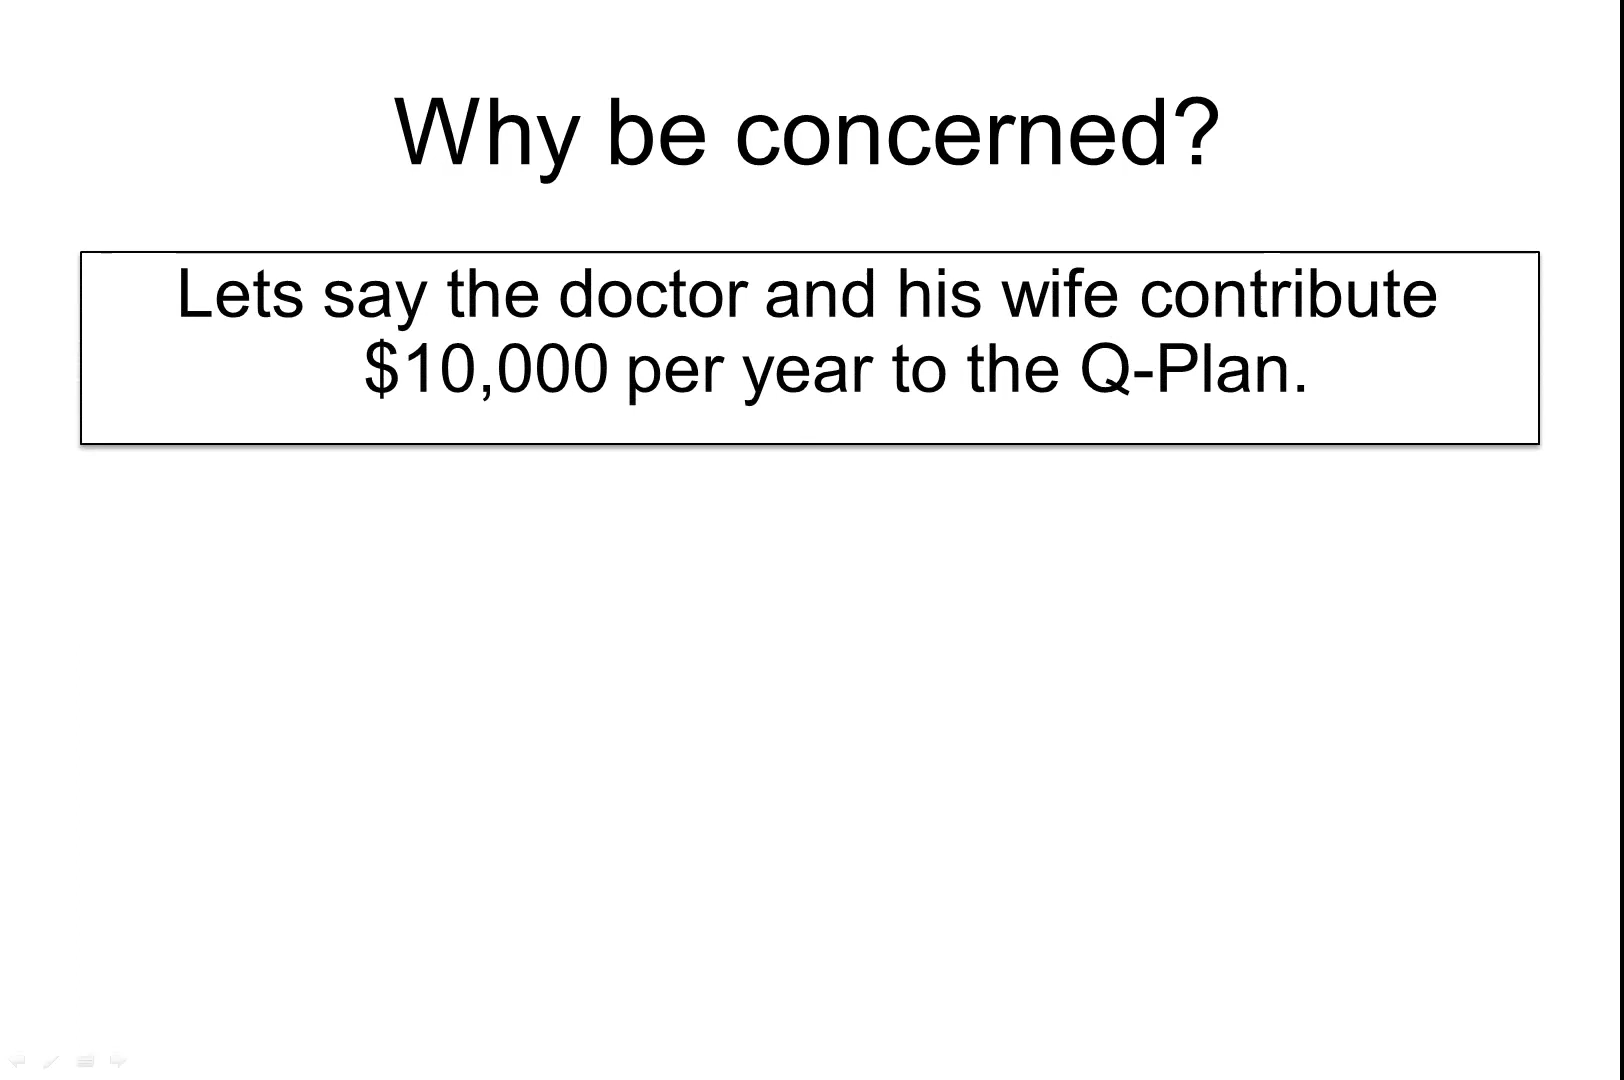 Why be concerned?
Lets say the doctor and his wife contribute
$10,000 per year to the Q-Plan.